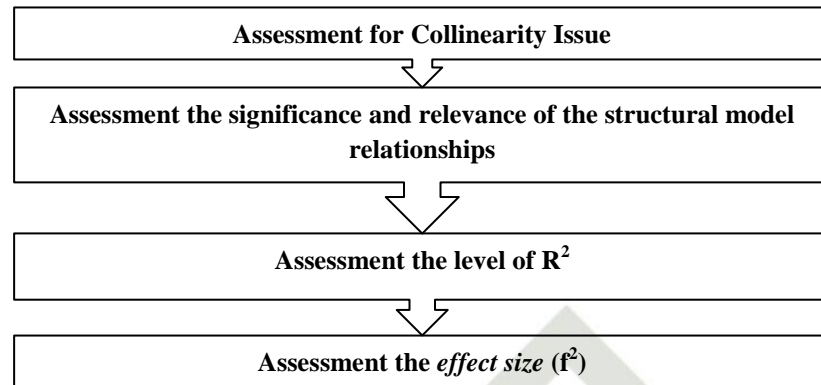 Assessment for Collinearity Issue
Assessment the significance and relevance of the structural model
relationships
Assessment the level of R²
Assessment the effect size (f²)